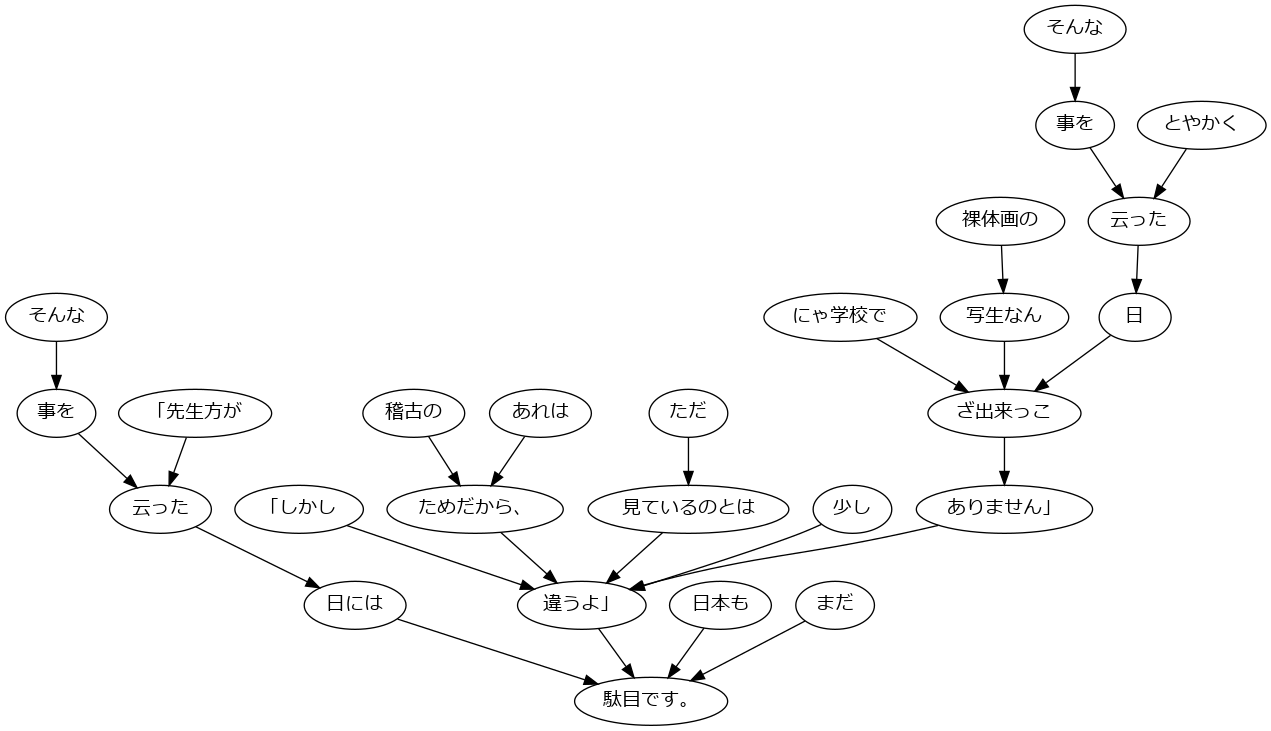 そんな
事を
とやかく
裸体画の
云った
そんな
にゃ学校で
写生なん
日
事を
「先生方が
稽古の
あれは
ただ
ざ出来っこ
云った
「しかし
ためだから、
見ているのとは
少し
ありません」
日には
違うよ」
日本も
まだ
駄目です。